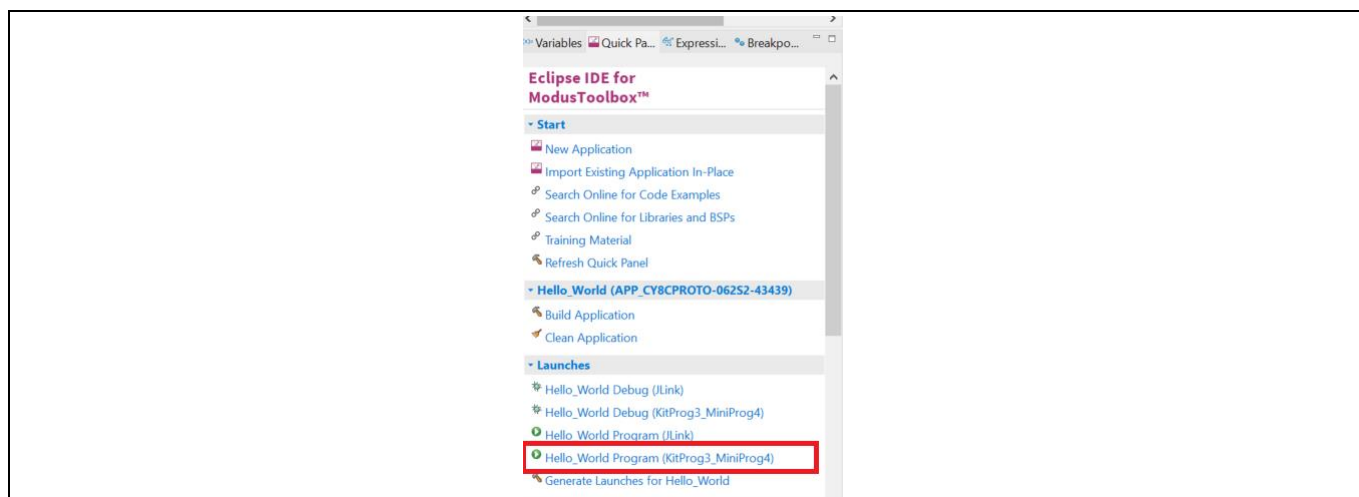 Variables Quick Pa... Expressi... Breakpo...
Eclipse IDE for
ModusToolbox™
Start
New Application
Import Existing Application In-Place
Search Online for Code Examples
Search Online for Libraries and BSPs
Training Material
Refresh Quick Panel
Hello_World (APP_CY8CPROTO-062S2-43439)
Build Application
Clean Application
Launches
Hello_World Debug (JLink)
Hello_World Debug (KitProg3_MiniProg4)
Hello_World Program (JLink)
Hello_World Program (KitProg3_MiniProg4)
Generate Launches for Hello_World